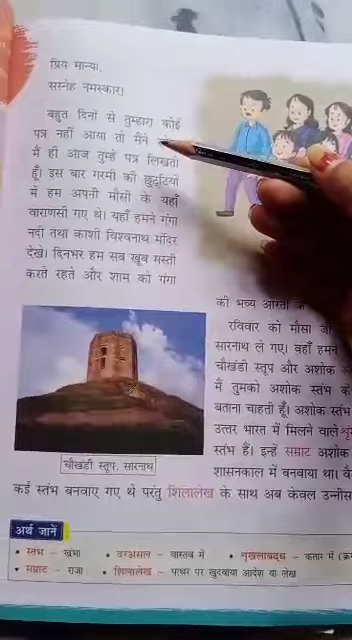 प्रिय मान्या,
सस्नेह नमस्कार!
बहुत दिनों से तुम्हारा कोई
पत्र नहीं आया तो मैंने
में ही आज तुम्हें पत्र लिखती
हूँ। इस बार गरमी की छुट्टियों
में हम अपनी मौसी के यहाँ
वाराणसी गए थे। यहाँ हमने गंगा
नदी तथा काशी विश्वनाथ मंदिर
देखे। दिनभर हम सब खूब मस्ती
करते रहते और शाम को गंगा
की भव्य आरती
रविवार को मौसा जी
सारनाथ ले गए। वहाँ हमने
चौखंडी स्तूप और अशोक
मैं तुमको अशोक स्तंभ
बताना चाहती हूँ। अशोक स्तंभ
उत्तर भारत में मिलने वाले
स्तंभ हैं। इन्हें सम्राट अशोक
शासनकाल में बनवाया था।
चौखंडी स्तूप, सारनाथ
कई स्तंभ बनवाए गए थे परंतु शिलालेख के साथ अब केवल उन्नीस
अर्थ जानें
• स्तंभ – खंभा • दरअसल – वास्तव में • शृंखलाबद्ध – कतार में
• सम्राट – राजा • शिलालेख – पत्थर पर खुदवाया आदेश या लेख